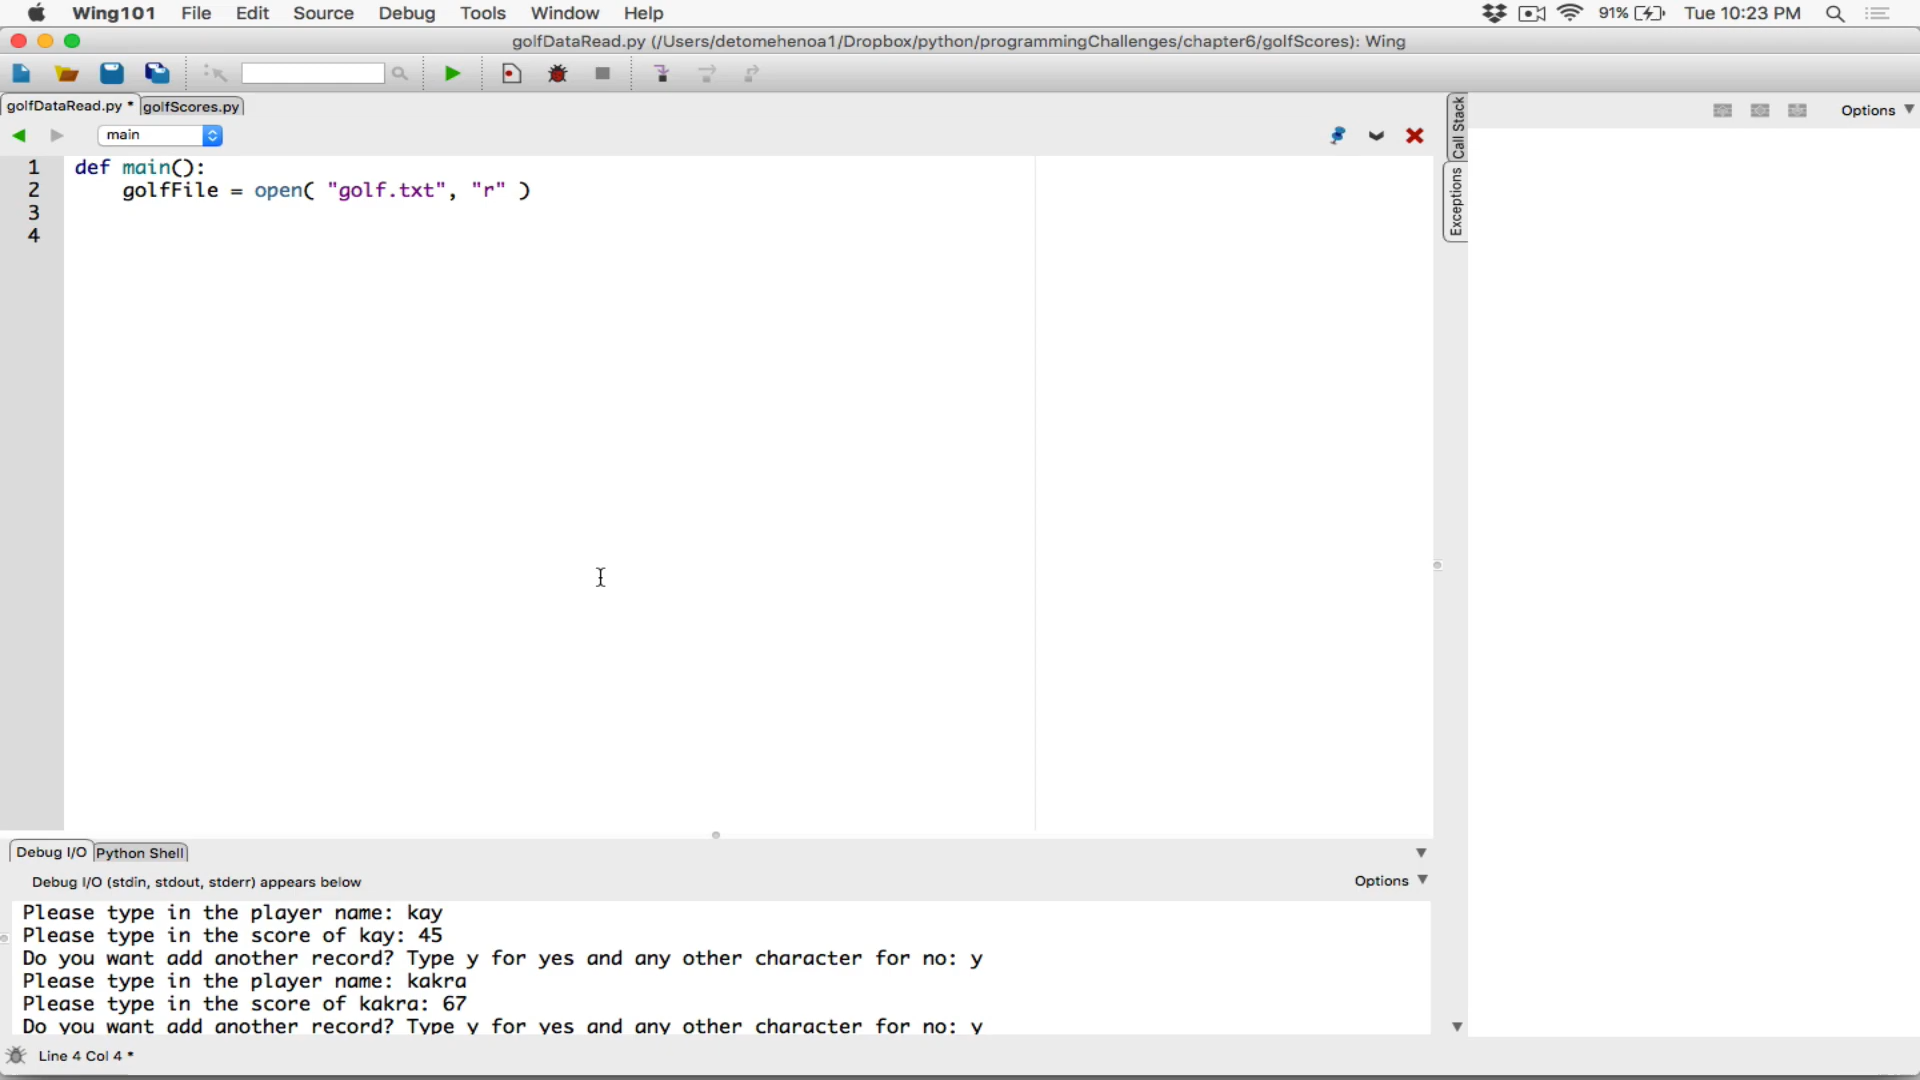 Wing101 File Edit Source Debug Tools Window Help 91% Tue 10:23 PM
golfDataRead.py (/Users/detomehenoa1/Dropbox/python/programmingChallenges/chapter6/golfScores): Wing
golfDataRead.py * golfScores.py
Options
main
Call Stack
Exceptions
1 def main():
2 golfFile = open( "golf.txt", "r" )
3
4
Debug I/O Python Shell
Debug I/O (stdin, stdout, stderr) appears below
Options
Please type in the player name: kay
Please type in the score of kay: 45
Do you want add another record? Type y for yes and any other character for no: y
Please type in the player name: kakra
Please type in the score of kakra: 67
Do you want add another record? Type y for yes and any other character for no: y
Line 4 Col 4 *